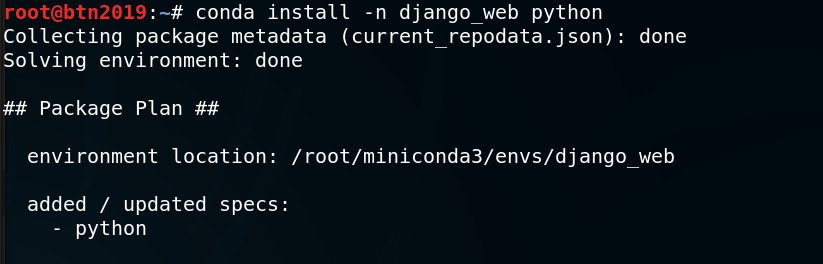 root@btn2019:~# conda install -n django_web python
Collecting package metadata (current_repodata.json): done
Solving environment: done
## Package Plan ##
environment location: /root/miniconda3/envs/django_web
added / updated specs:
- python